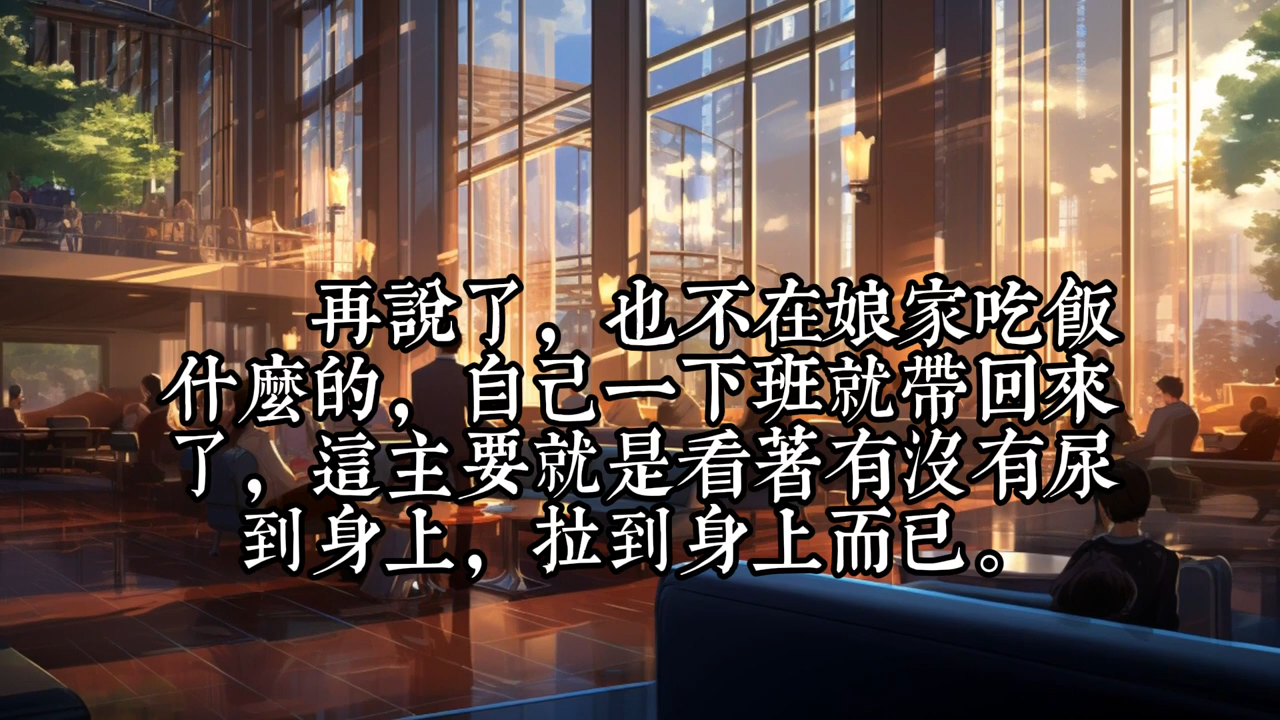 再說了，也不在娘家吃飯
什麼的，自己一下班就帶回來
了，這主要就是看著有沒有尿
到身上，拉到身上而已。